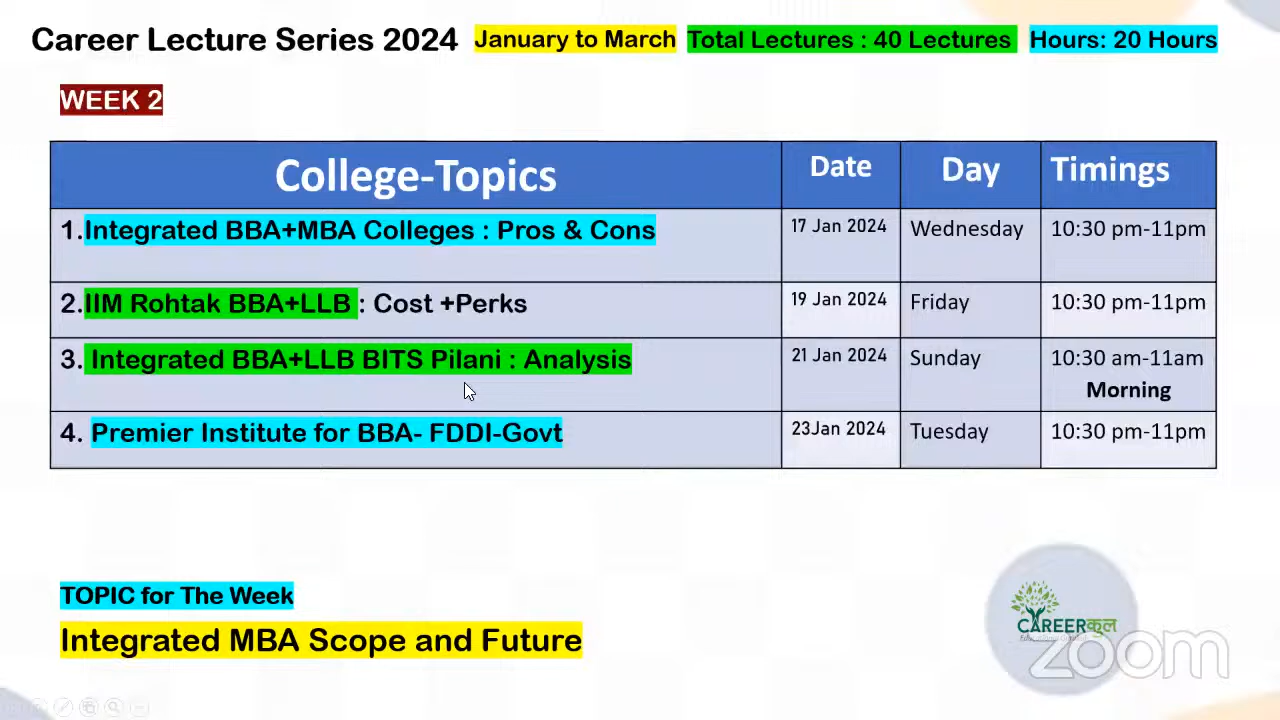 Career Lecture Series 2024 January to March Total Lectures : 40 Lectures Hours: 20 Hours
WEEK 2
College-Topics Date Day Timings
1.Integrated BBA+MBA Colleges : Pros & Cons 17 Jan 2024 Wednesday 10:30 pm-11pm
2.IIM Rohtak BBA+LLB : Cost +Perks 19 Jan 2024 Friday 10:30 pm-11pm
3. Integrated BBA+LLB BITS Pilani : Analysis 21 Jan 2024 Sunday 10:30 am-11am
Morning
4. Premier Institute for BBA- FDDI-Govt 23Jan 2024 Tuesday 10:30 pm-11pm
TOPIC for The Week
Integrated MBA Scope and Future
CAREERकुल
zoom